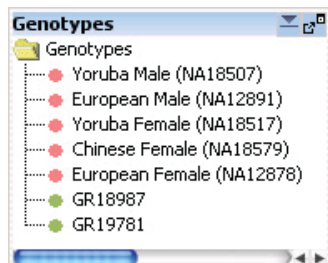 Genotypes
Genotypes
Yoruba Male (NA18507)
European Male (NA12891)
Yoruba Female (NA18517)
Chinese Female (NA18579)
European Female (NA12878)
GR18987
GR19781